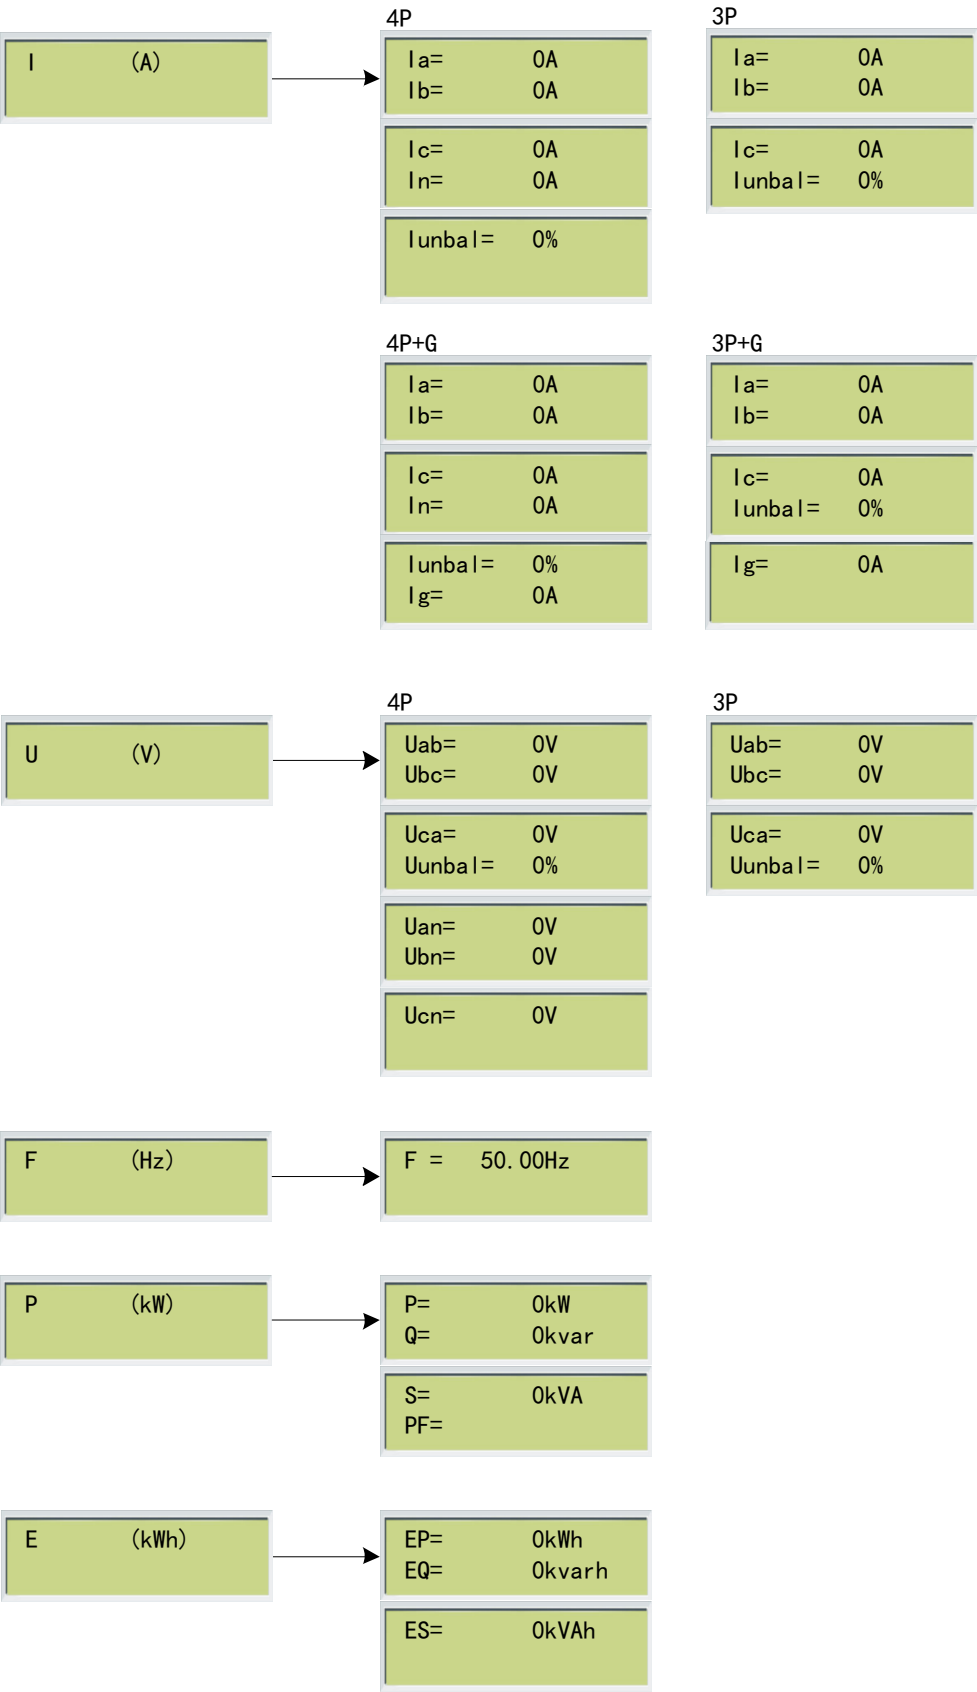 I (A)
4P
Ia= 0A
Ib= 0A
Ic= 0A
In= 0A
Iunbal= 0%
3P
Ia= 0A
Ib= 0A
Ic= 0A
Iunbal= 0%
4P+G
Ia= 0A
Ib= 0A
Ic= 0A
In= 0A
Iunbal= 0%
Ig= 0A
3P+G
Ia= 0A
Ib= 0A
Ic= 0A
Iunbal= 0%
Ig= 0A
U (V)
4P
Uab= 0V
Ubc= 0V
Uca= 0V
Uunbal= 0%
Uan= 0V
Ubn= 0V
Ucn= 0V
3P
Uab= 0V
Ubc= 0V
Uca= 0V
Uunbal= 0%
F (Hz)
F = 50.00Hz
P (kW)
P= 0kW
Q= 0kvar
S= 0kVA
PF=
E (kWh)
EP= 0kWh
EQ= 0kvarh
ES= 0kVAh